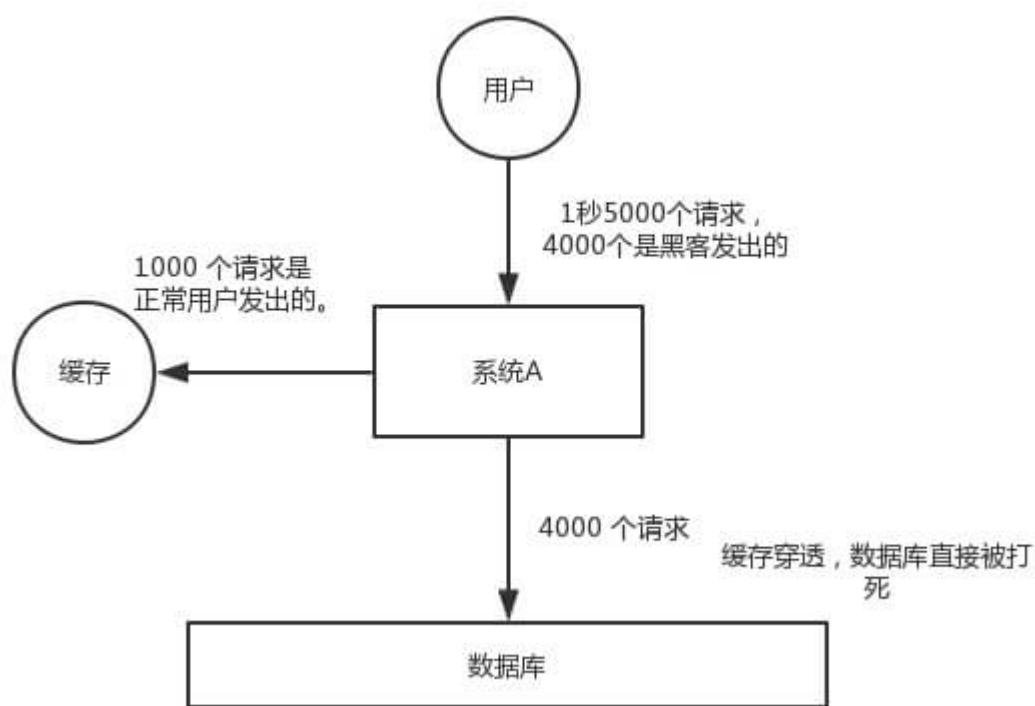 用户
1秒5000个请求，
4000个是黑客发出的
1000 个请求是
正常用户发出的。
缓存
系统A
4000 个请求
缓存穿透，数据库直接被打
死
数据库